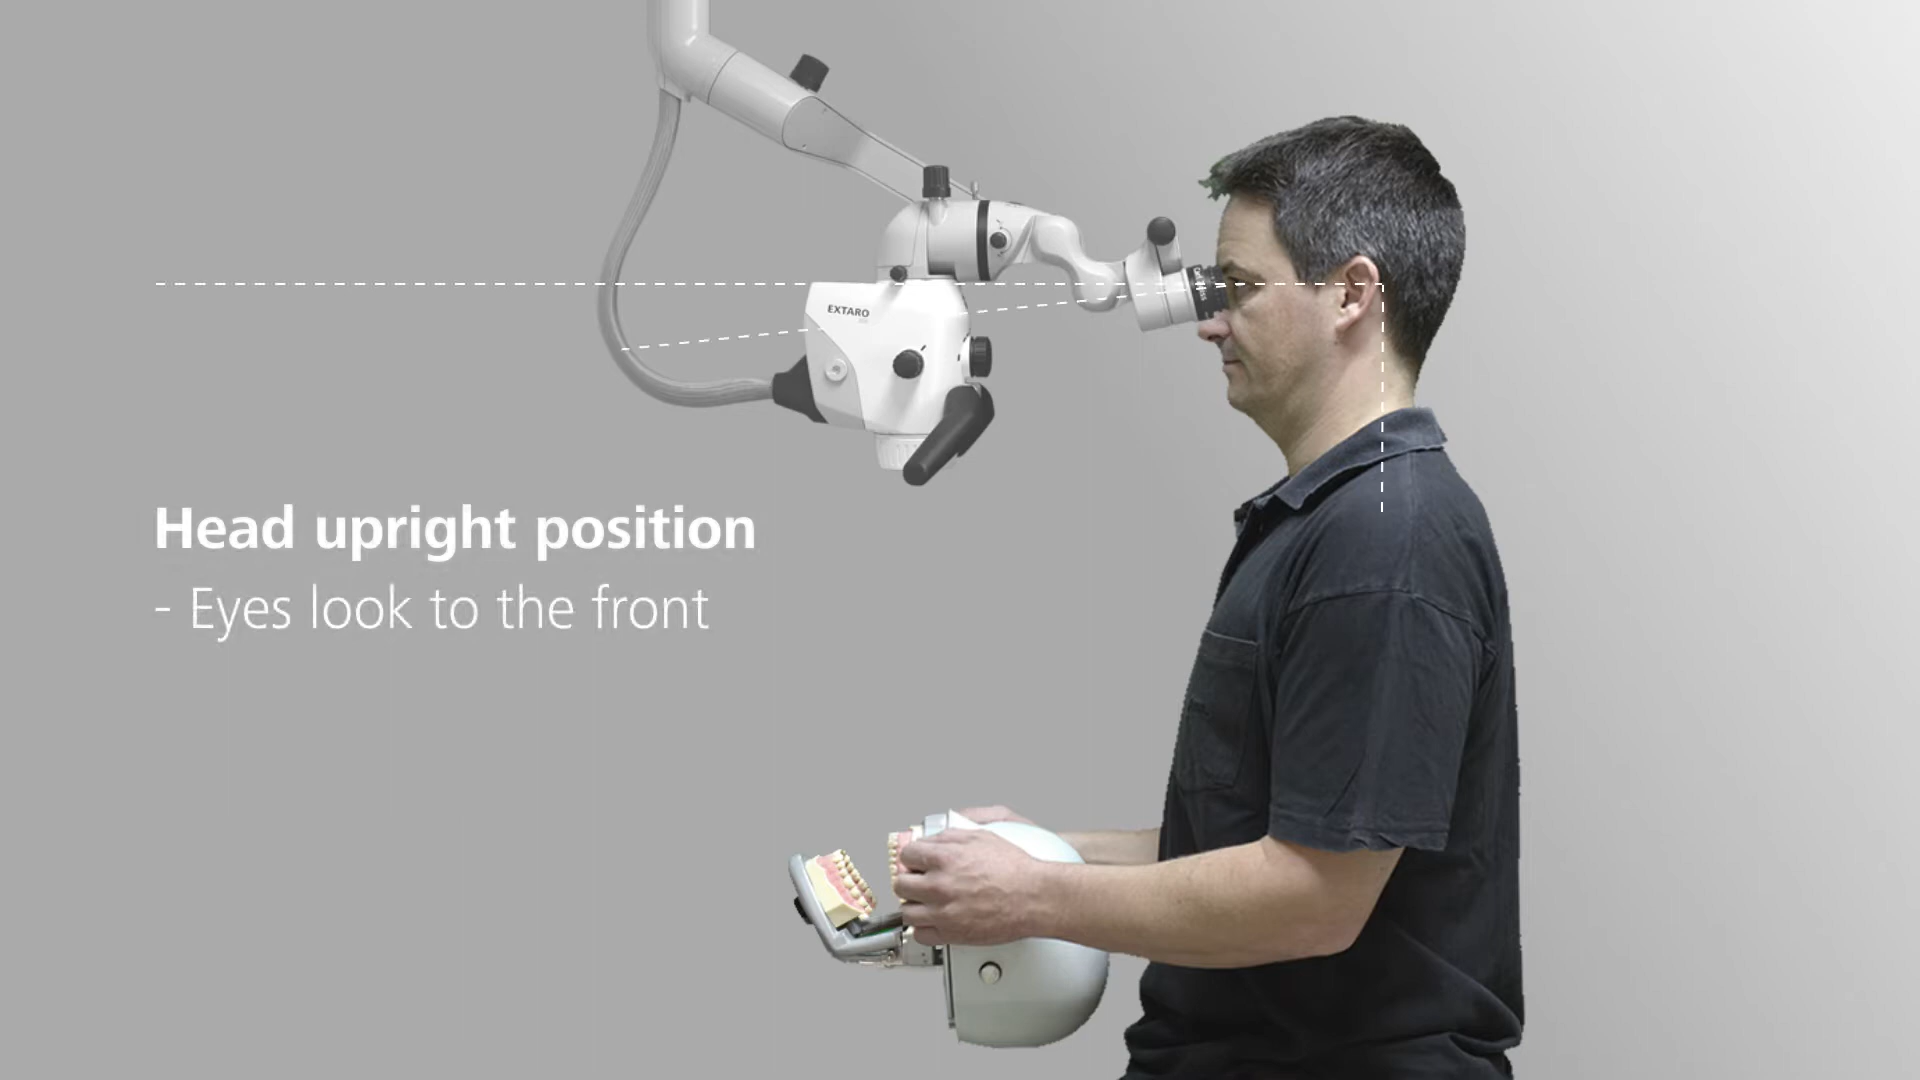 EXTARO
Head upright position
- Eyes look to the front